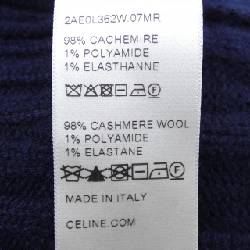 2AE0L362W.07MR
98% CACHEMIRE
1% POLYAMIDE
1% ELASTHANNE
98% CASHMERE WOOL
1% POLYAMIDE
1% ELASTANE
MADE IN ITALY
CELINE.COM